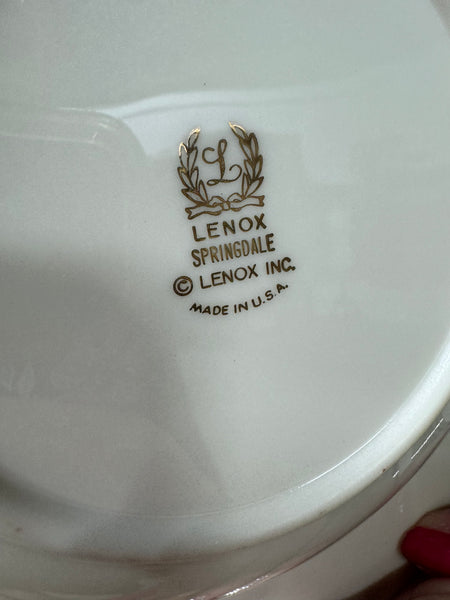 L
LENOX
SPRINGDALE
© LENOX INC.
MADE IN U.S.A.